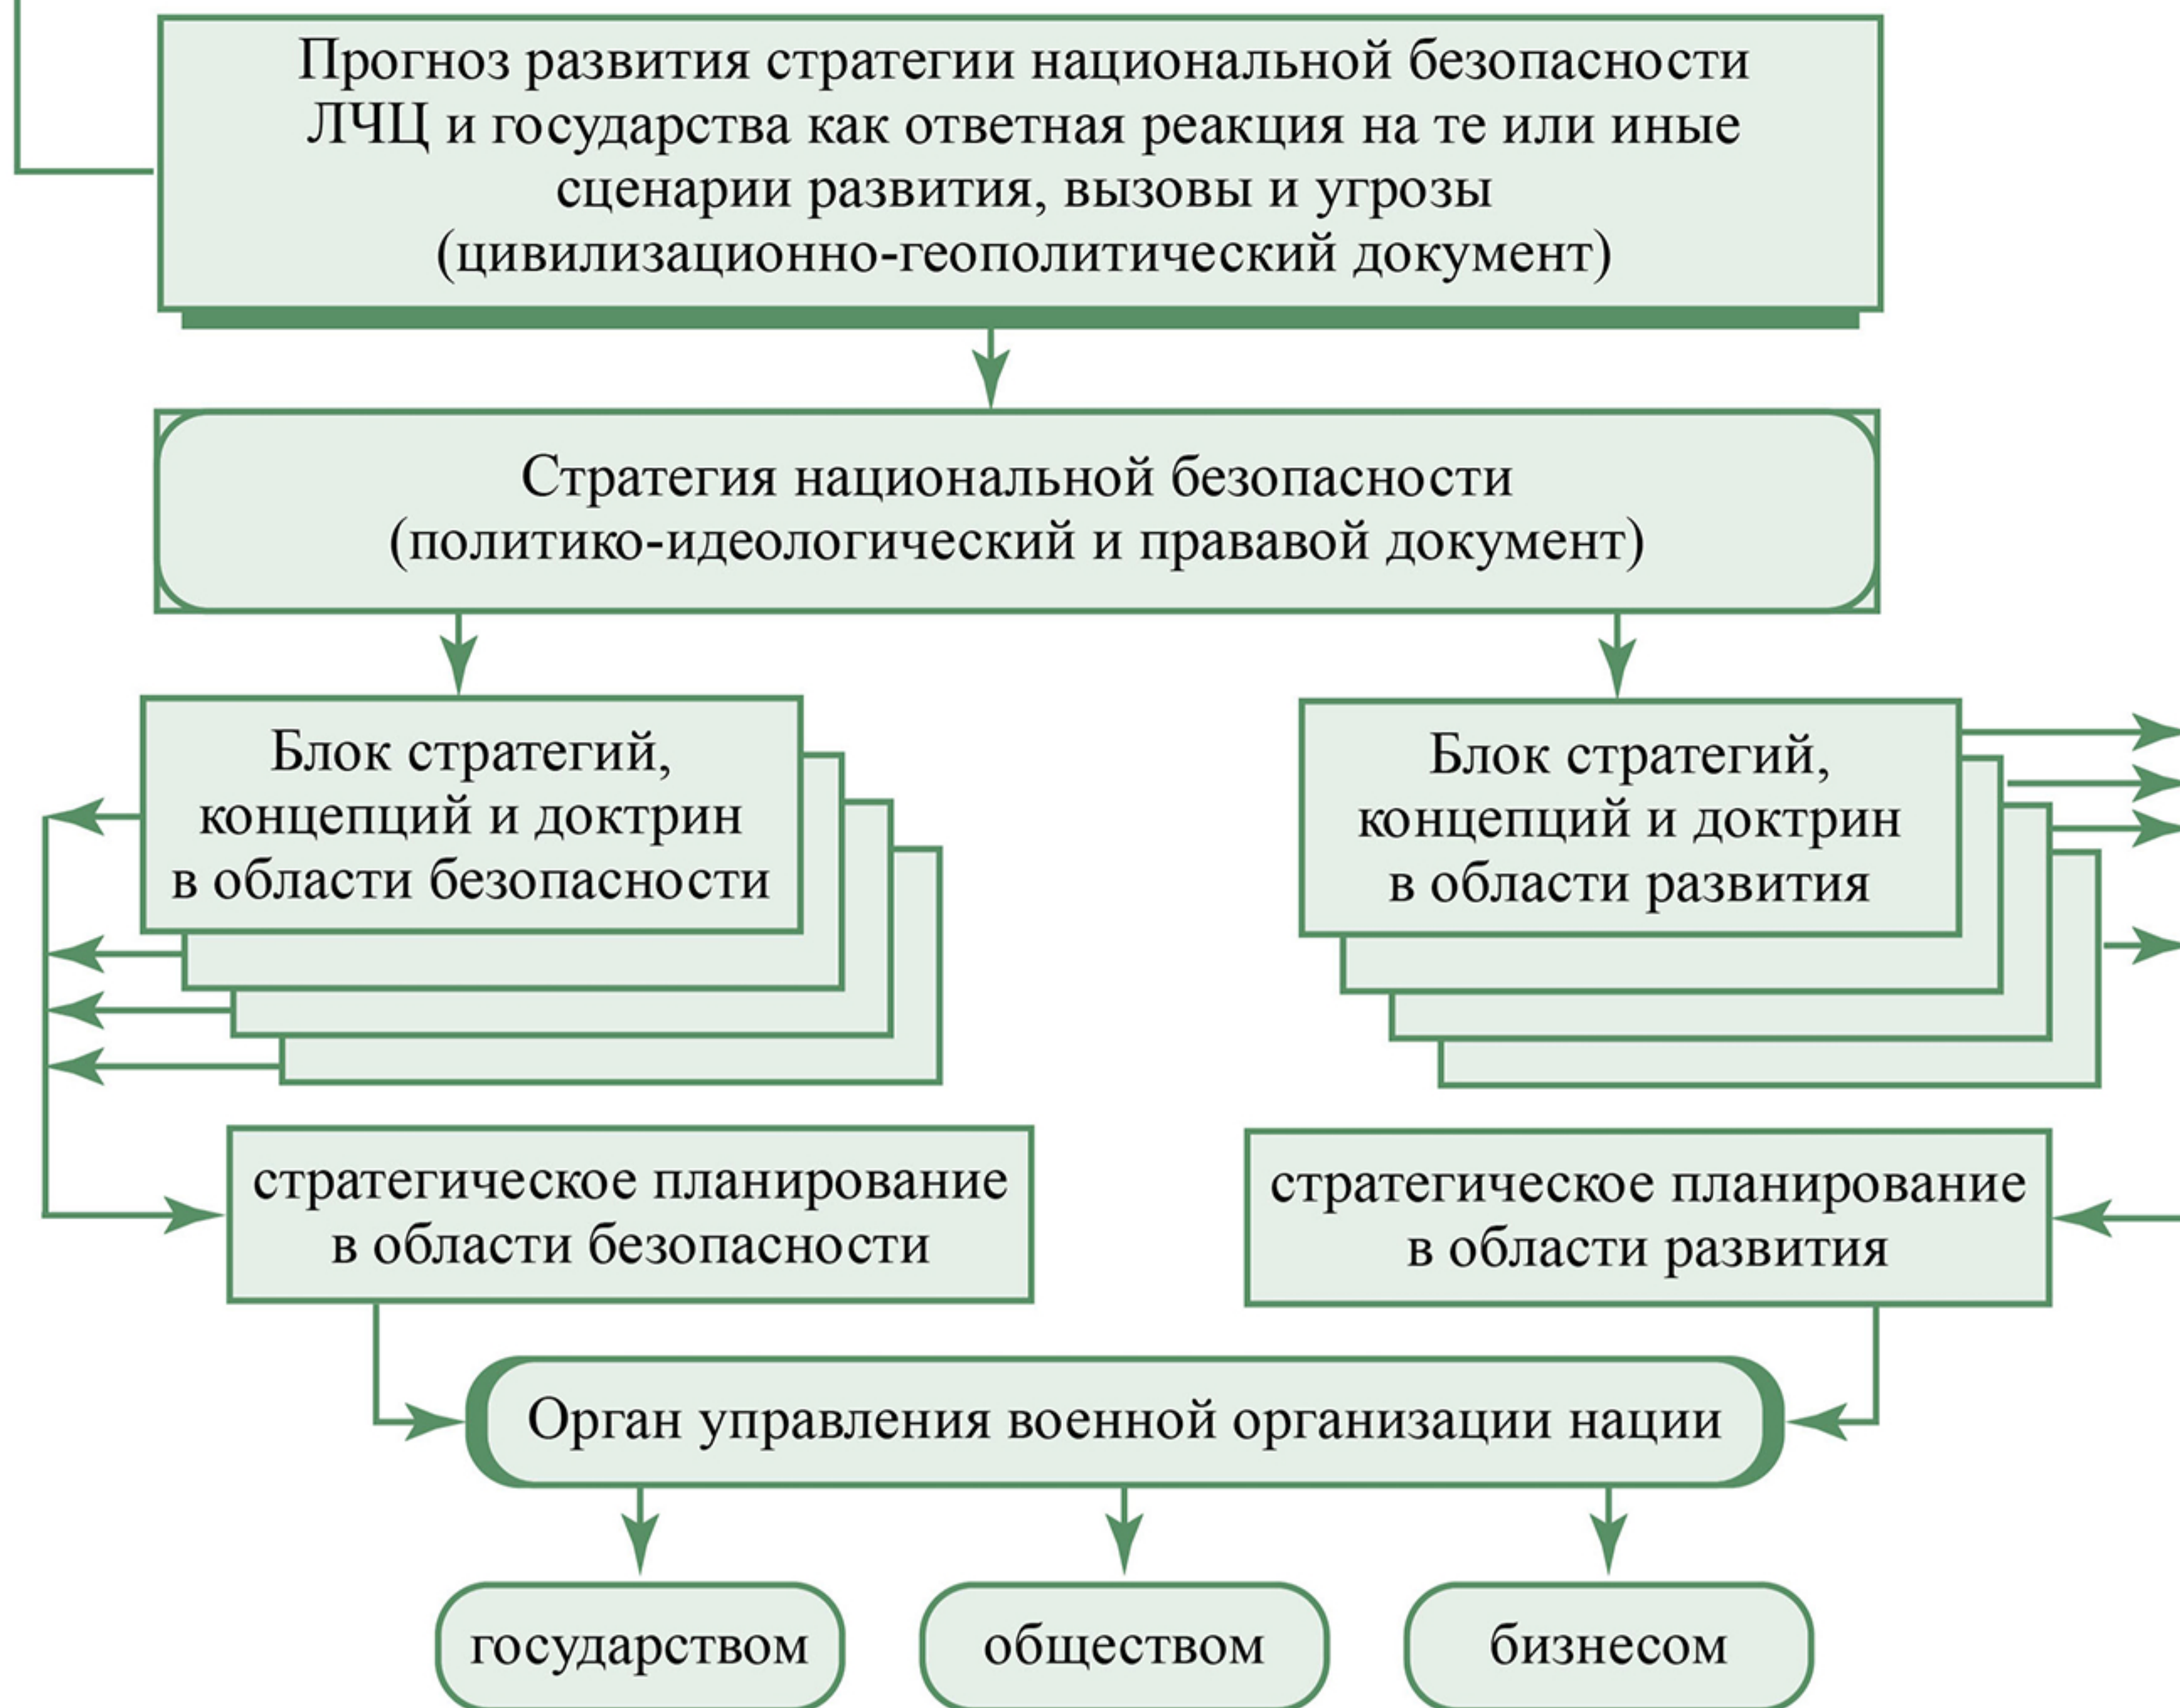 Прогноз развития стратегии национальной безопасности
ЛЧЦ и государства как ответная реакция на те или иные
сценарии развития, вызовы и угрозы
(цивилизационно-геополитический документ)
Стратегия национальной безопасности
(политико-идеологический и прававой документ)
Блок стратегий,
концепций и доктрин
в области безопасности
Блок стратегий,
концепций и доктрин
в области развития
стратегическое планирование
в области безопасности
стратегическое планирование
в области развития
Орган управления военной организации нации
государством
обществом
бизнесом